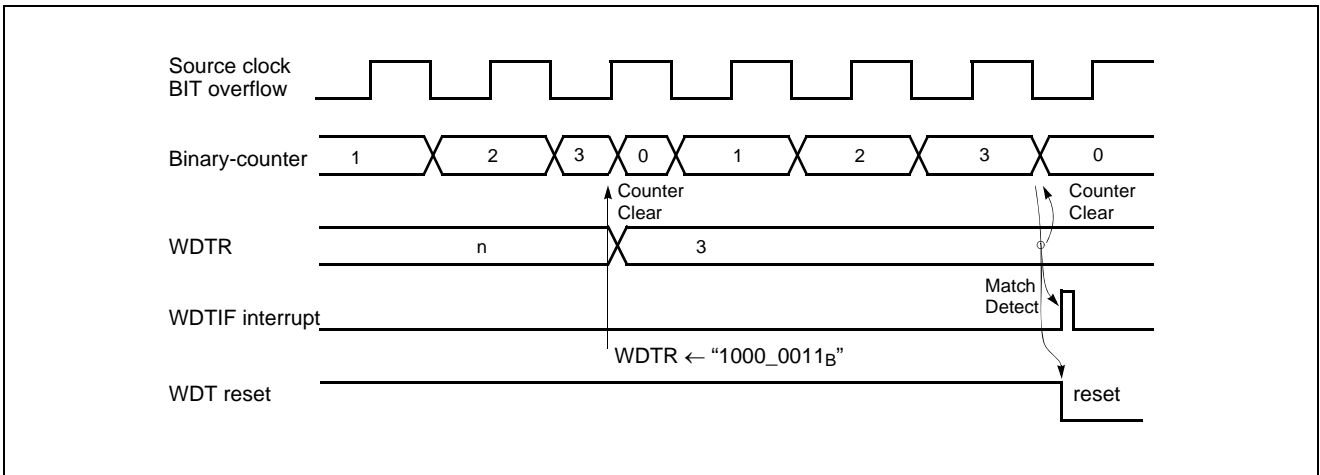 Source clock
BIT overflow
Binary-counter 1 2 3 0 1 2 3 0
Counter Clear
Counter Clear
WDTR n 3
Match Detect
WDTIF interrupt
WDTR ← “1000_0011B”
WDT reset reset